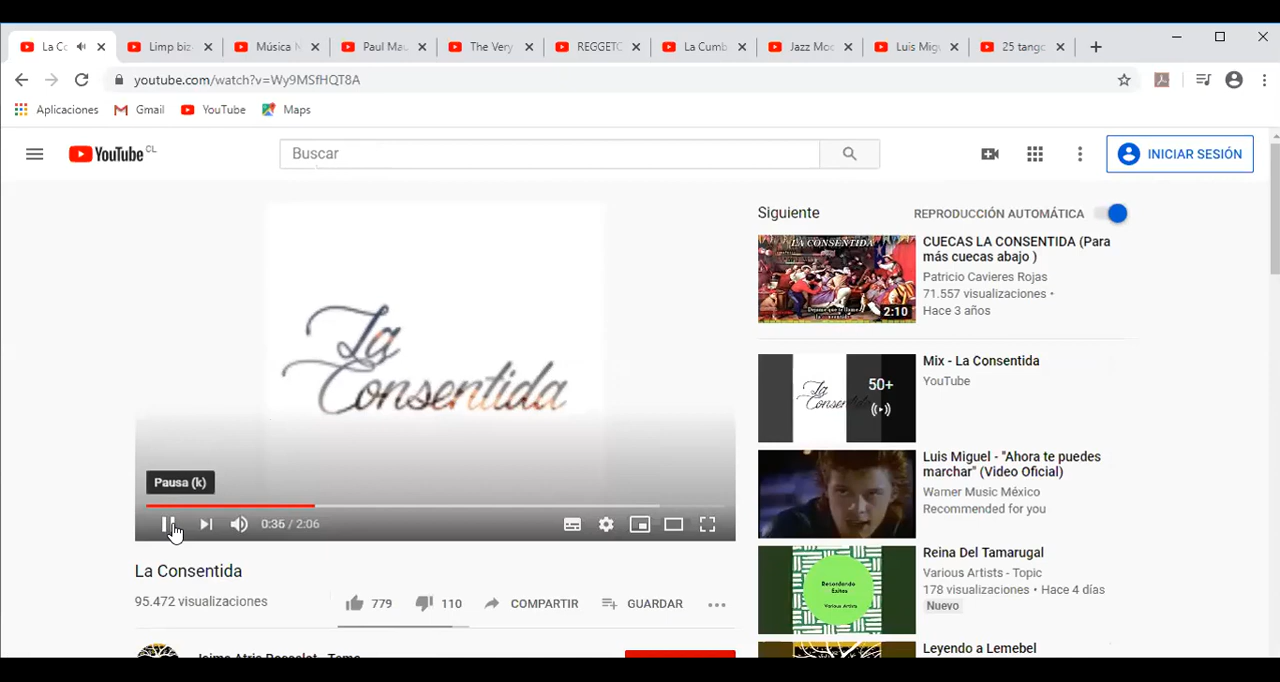 La Co
Limp biz
Música N
Paul Mau
The Very
REGGETO
La Cumb
Jazz Moo
Luis Migu
25 tango
youtube.com/watch?v=Wy9MSfHQT8A
Aplicaciones
Gmail
YouTube
Maps
YouTube CL
Buscar
INICIAR SESIÓN
La
Consentida
Pausa (k)
0:36 / 2:06
La Consentida
95.472 visualizaciones
779
110
COMPARTIR
GUARDAR
Siguiente
REPRODUCCIÓN AUTOMÁTICA
LA CONSENTIDA
2:10
CUECAS LA CONSENTIDA (Para
más cuecas abajo )
Patricio Cavieres Rojas
71.557 visualizaciones •
Hace 3 años
La
Consentida
50+
Mix - La Consentida
YouTube
Luis Miguel - "Ahora te puedes
marchar" (Video Oficial)
Warner Music México
Recommended for you
Recordando
Exitos
Various Artists
Reina Del Tamarugal
Various Artists - Topic
178 visualizaciones • Hace 4 días
Nuevo
Leyendo a Lemebel